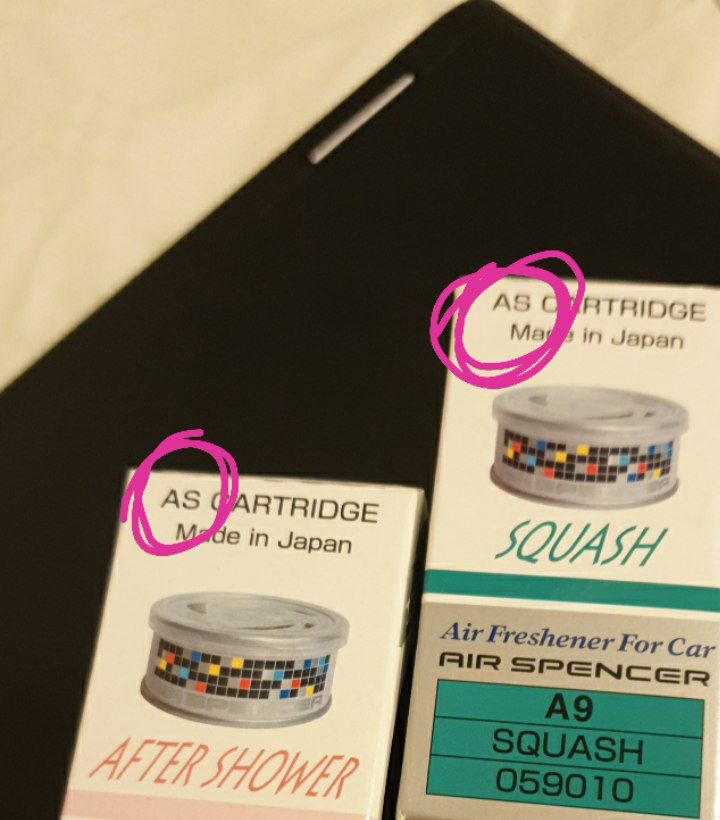 AS CARTRIDGE
Made in Japan
SQUASH
Air Freshener For Car
AIR SPENCER
A9
SQUASH
059010
AS CARTRIDGE
Made in Japan
AFTER SHOWER